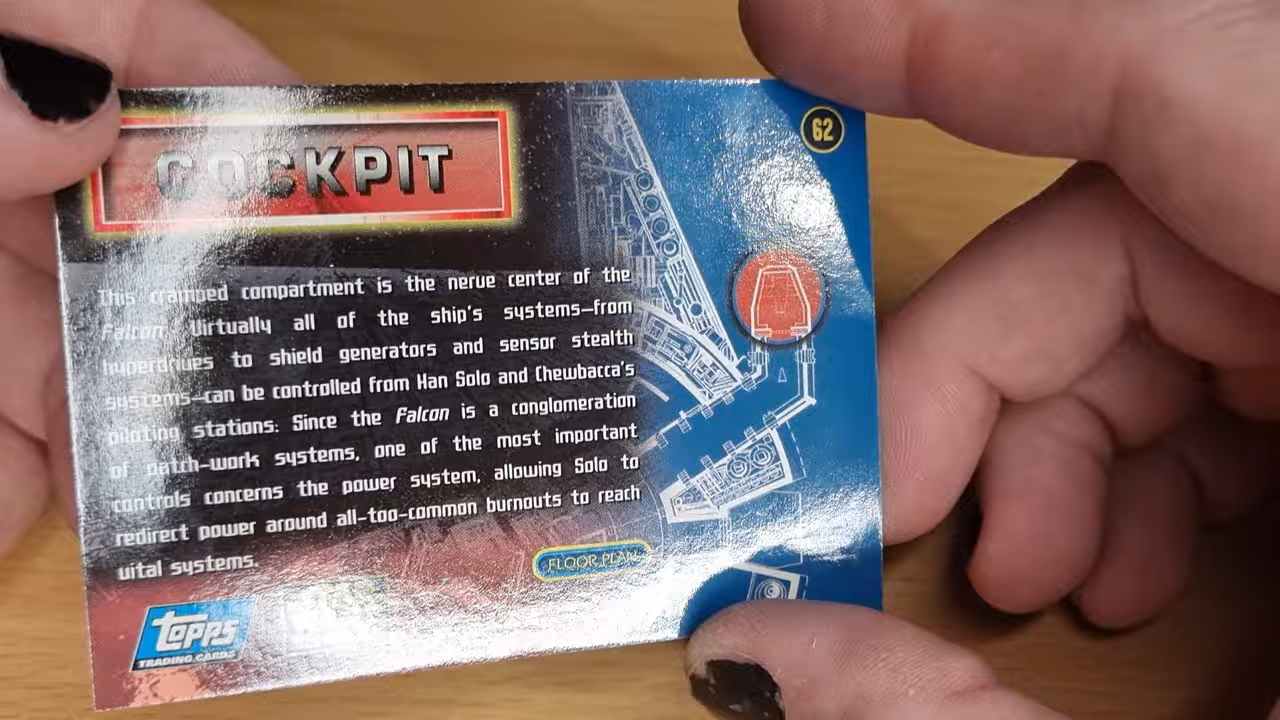 62
COCKPIT
This cramped compartment is the nerve center of the
Falcon. Virtually all of the ship's systems—from
hyperdrives to shield generators and sensor stealth
systems—can be controlled from Han Solo and Chewbacca's
piloting stations. Since the Falcon is a conglomeration
of patch-work systems, one of the most important
controls concerns the power system, allowing Solo to
redirect power around all-too-common burnouts to reach
vital systems.
FLOOR PLAN
topps
TRADING CARDS